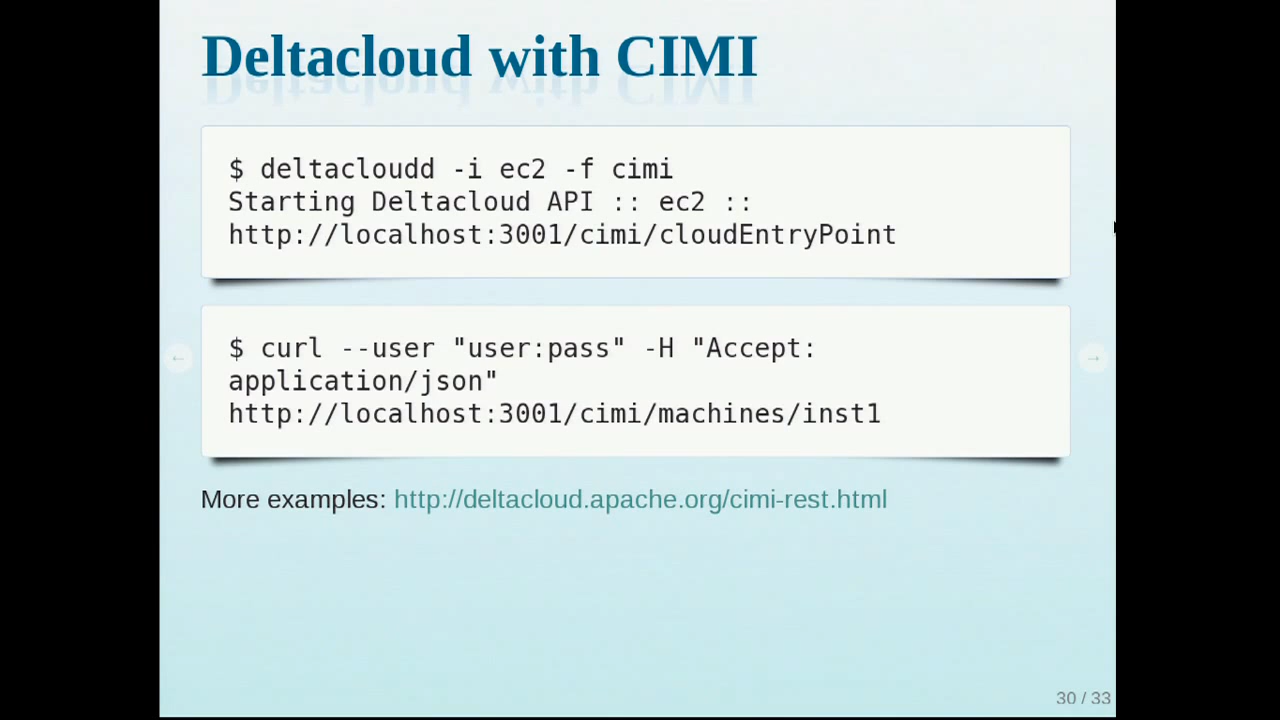 Deltacloud with CIMI
$ deltacloudd -i ec2 -f cimi
Starting Deltacloud API :: ec2 ::
http://localhost:3001/cimi/cloudEntryPoint
$ curl --user "user:pass" -H "Accept:
application/json"
http://localhost:3001/cimi/machines/inst1
More examples: http://deltacloud.apache.org/cimi-rest.html
←
→
30 / 33